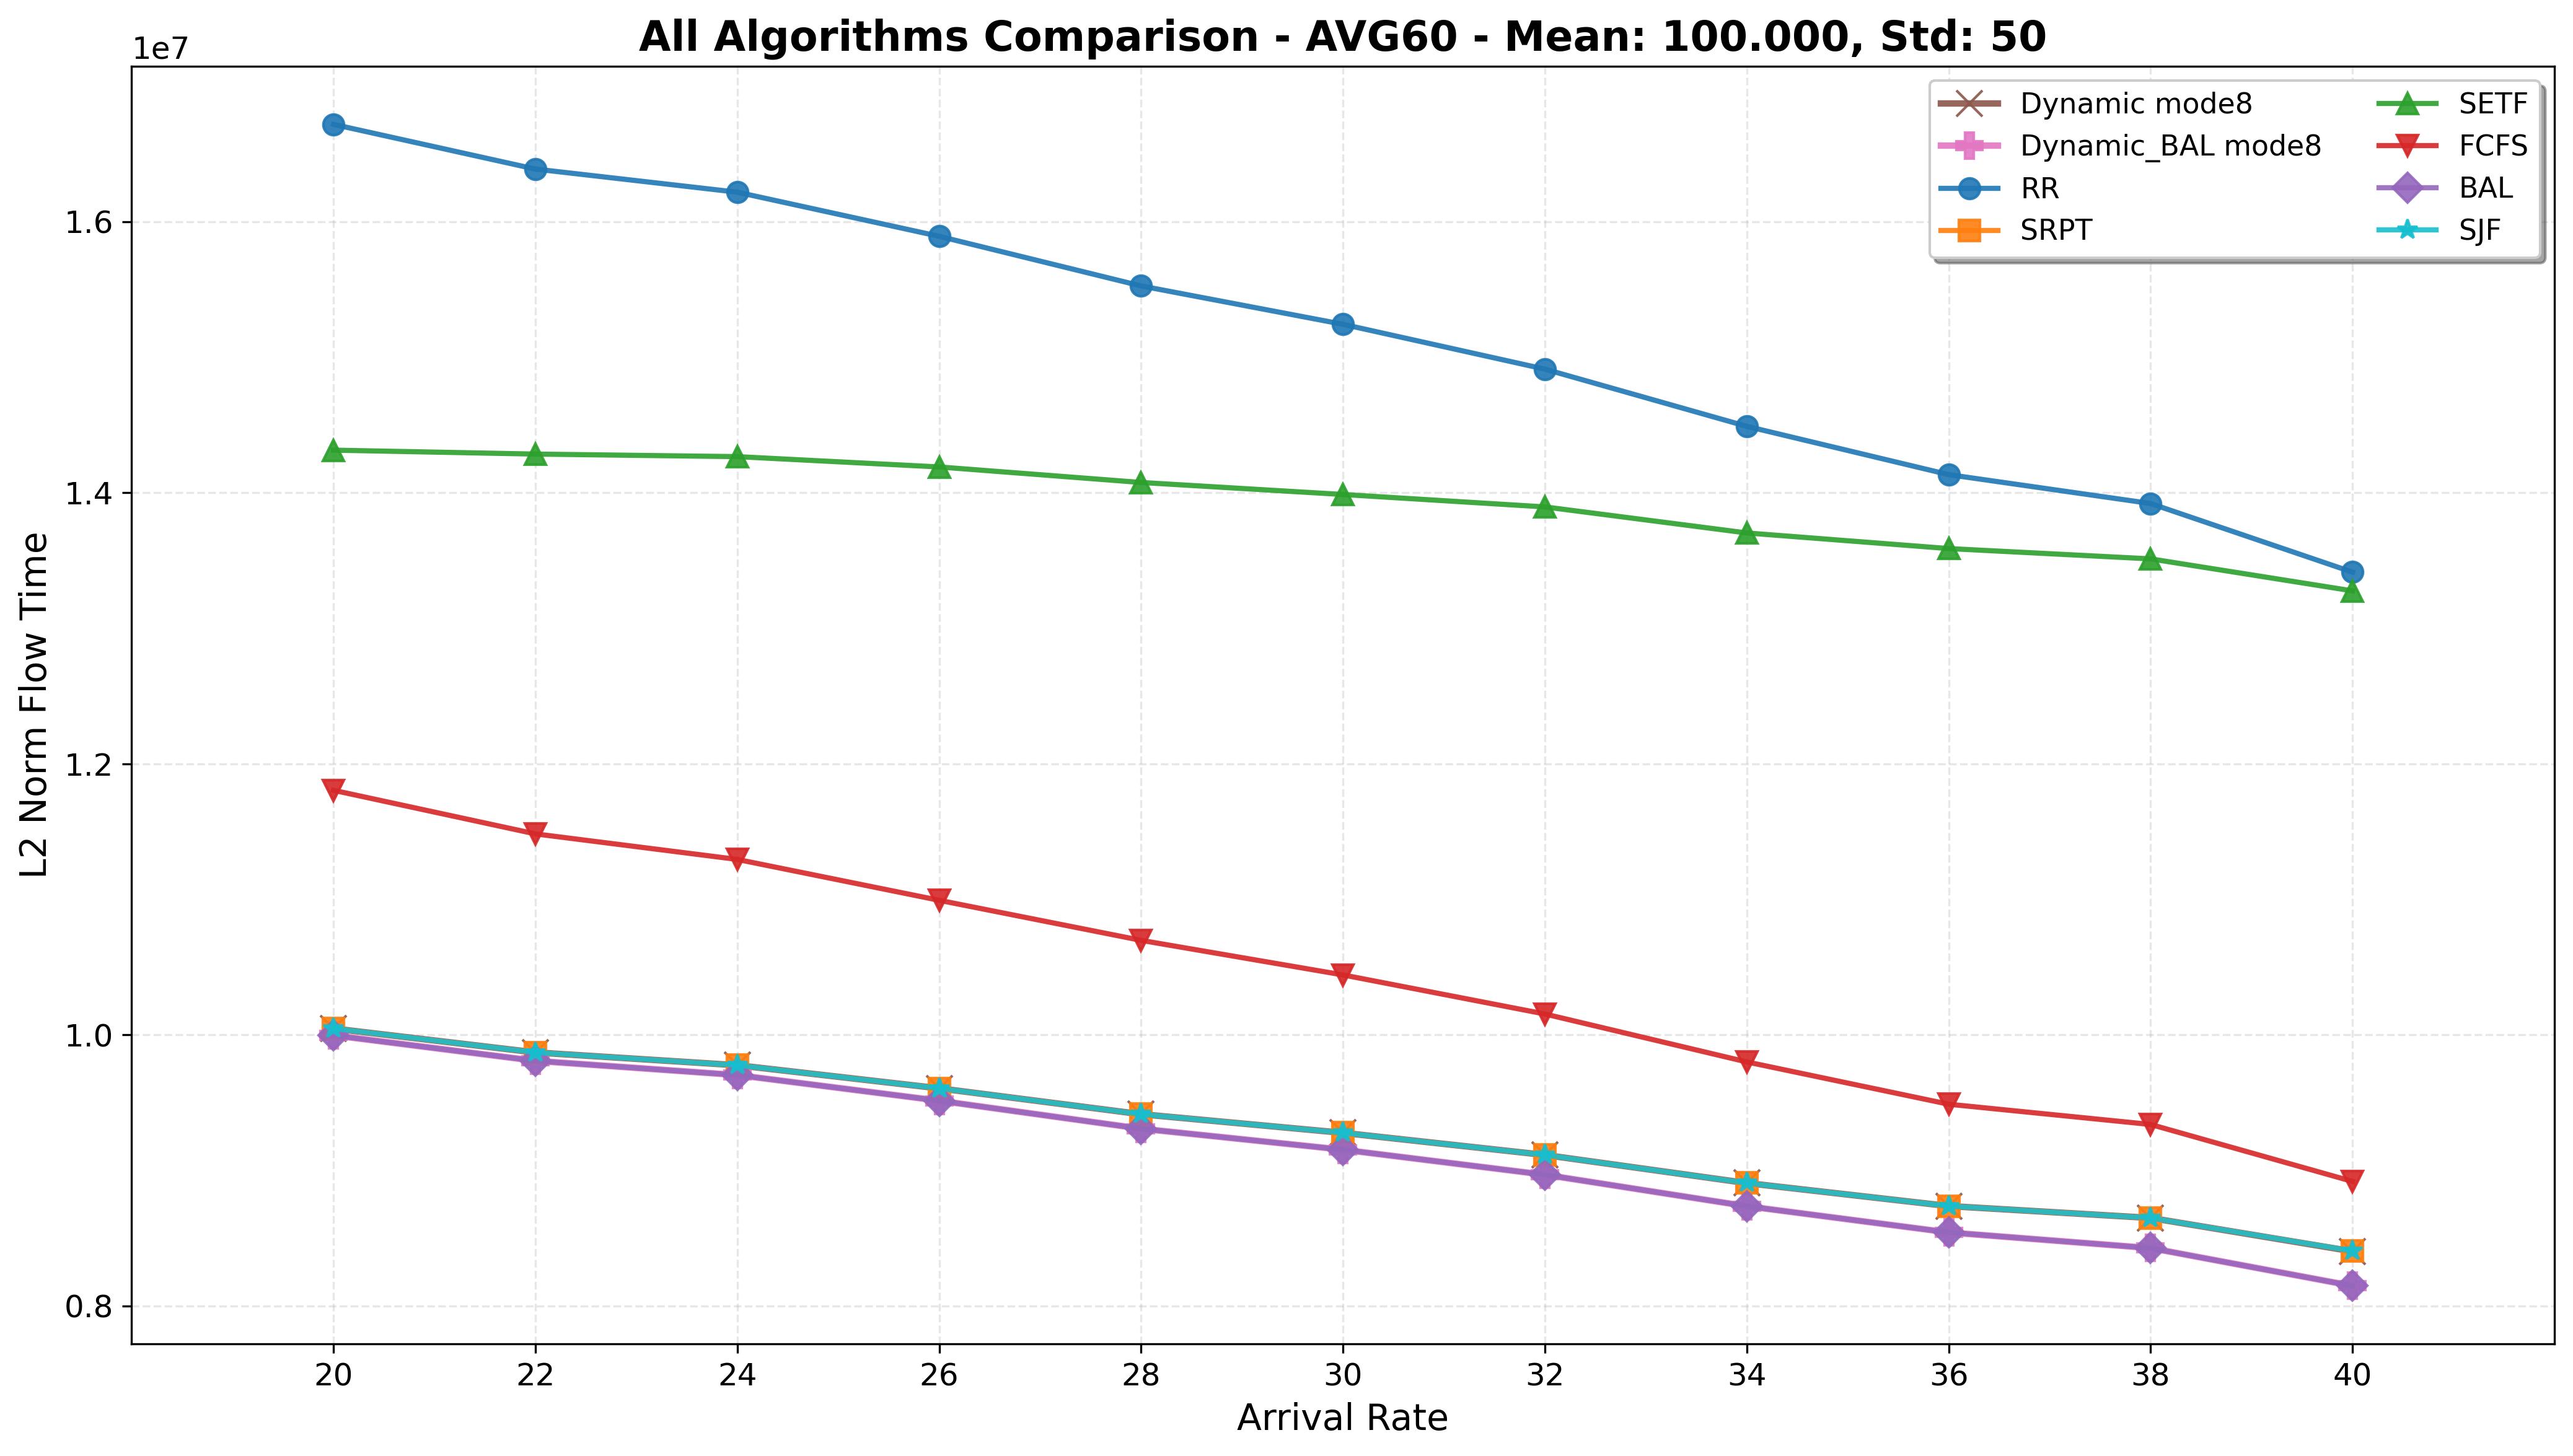 All Algorithms Comparison - AVG60 - Mean: 100.000, Std: 50
1e7
Dynamic mode8
Dynamic_BAL mode8
RR
SRPT
SETF
FCFS
BAL
SJF
1.6
1.4
1.2
1.0
0.8
L2 Norm Flow Time
20 22 24 26 28 30 32 34 36 38 40
Arrival Rate